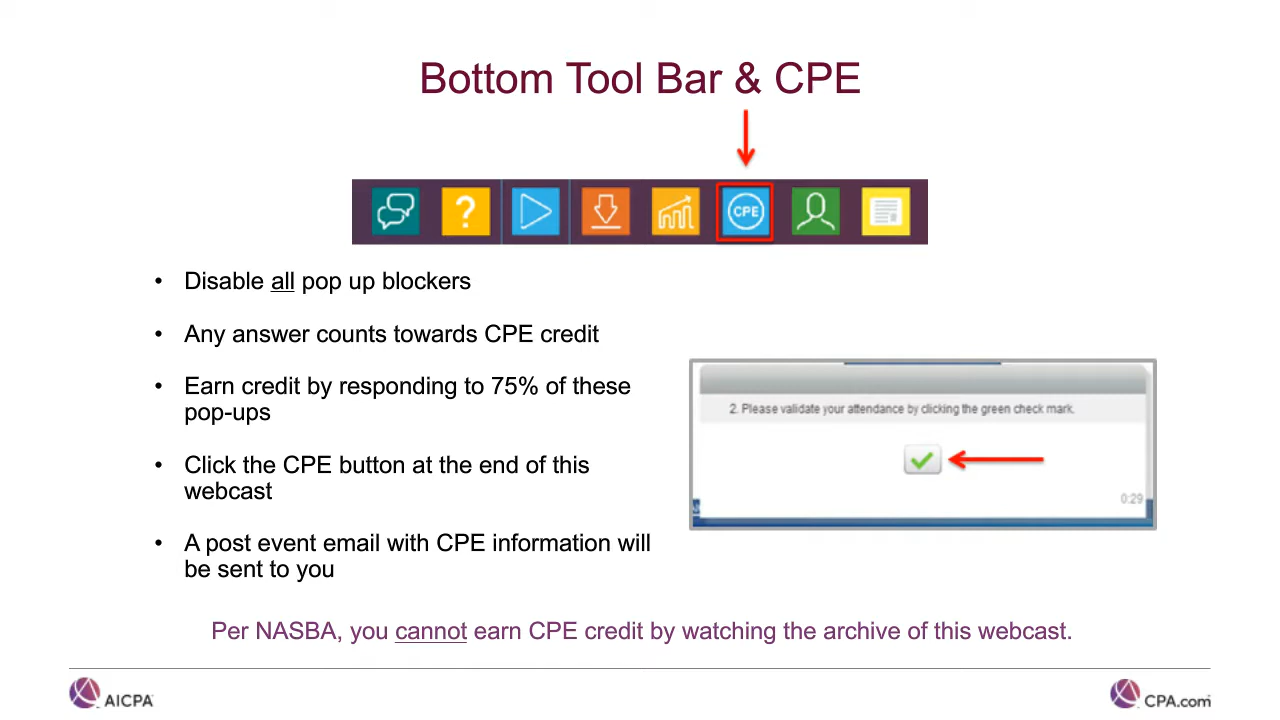 Bottom Tool Bar & CPE
?
CPE
• Disable all pop up blockers
• Any answer counts towards CPE credit
• Earn credit by responding to 75% of these
pop-ups
• Click the CPE button at the end of this
webcast
• A post event email with CPE information will
be sent to you
2. Please validate your attendance by clicking the green check mark.
0:29
Per NASBA, you cannot earn CPE credit by watching the archive of this webcast.
AICPA
CPA.com